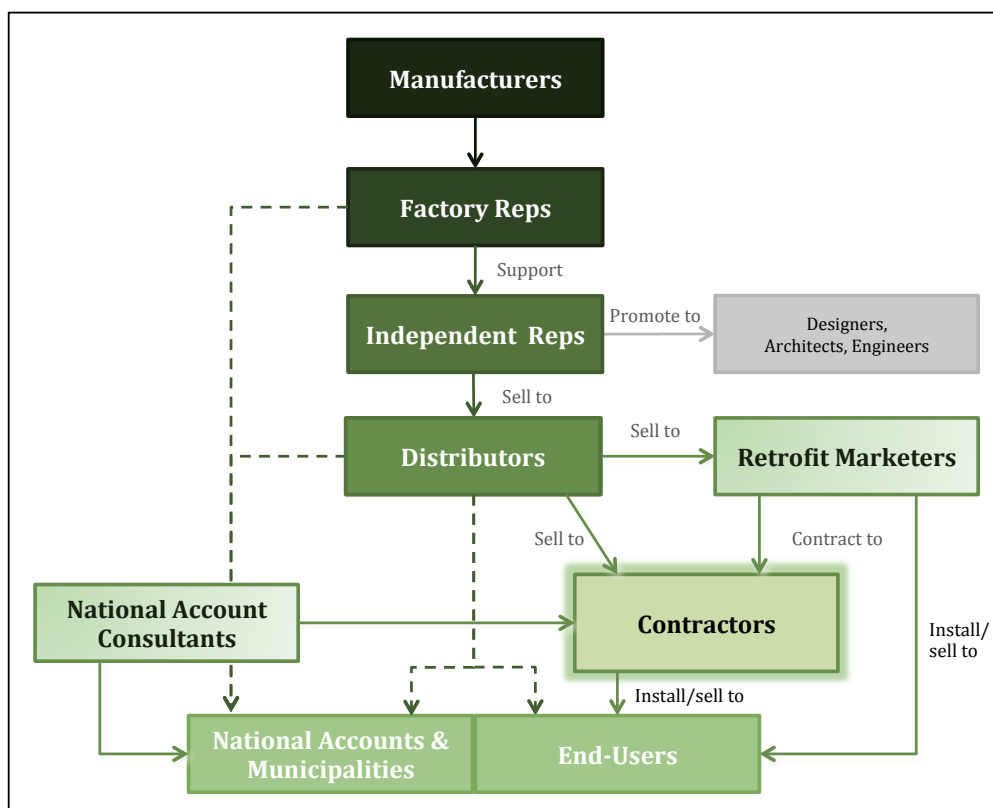 Manufacturers
Factory Reps
Support
Independent Reps
Promote to
Designers,
Architects, Engineers
Sell to
Distributors
Sell to
Retrofit Marketers
Sell to
Contract to
National Account
Consultants
Contractors
Install/
sell to
Install/sell to
National Accounts &
Municipalities
End-Users